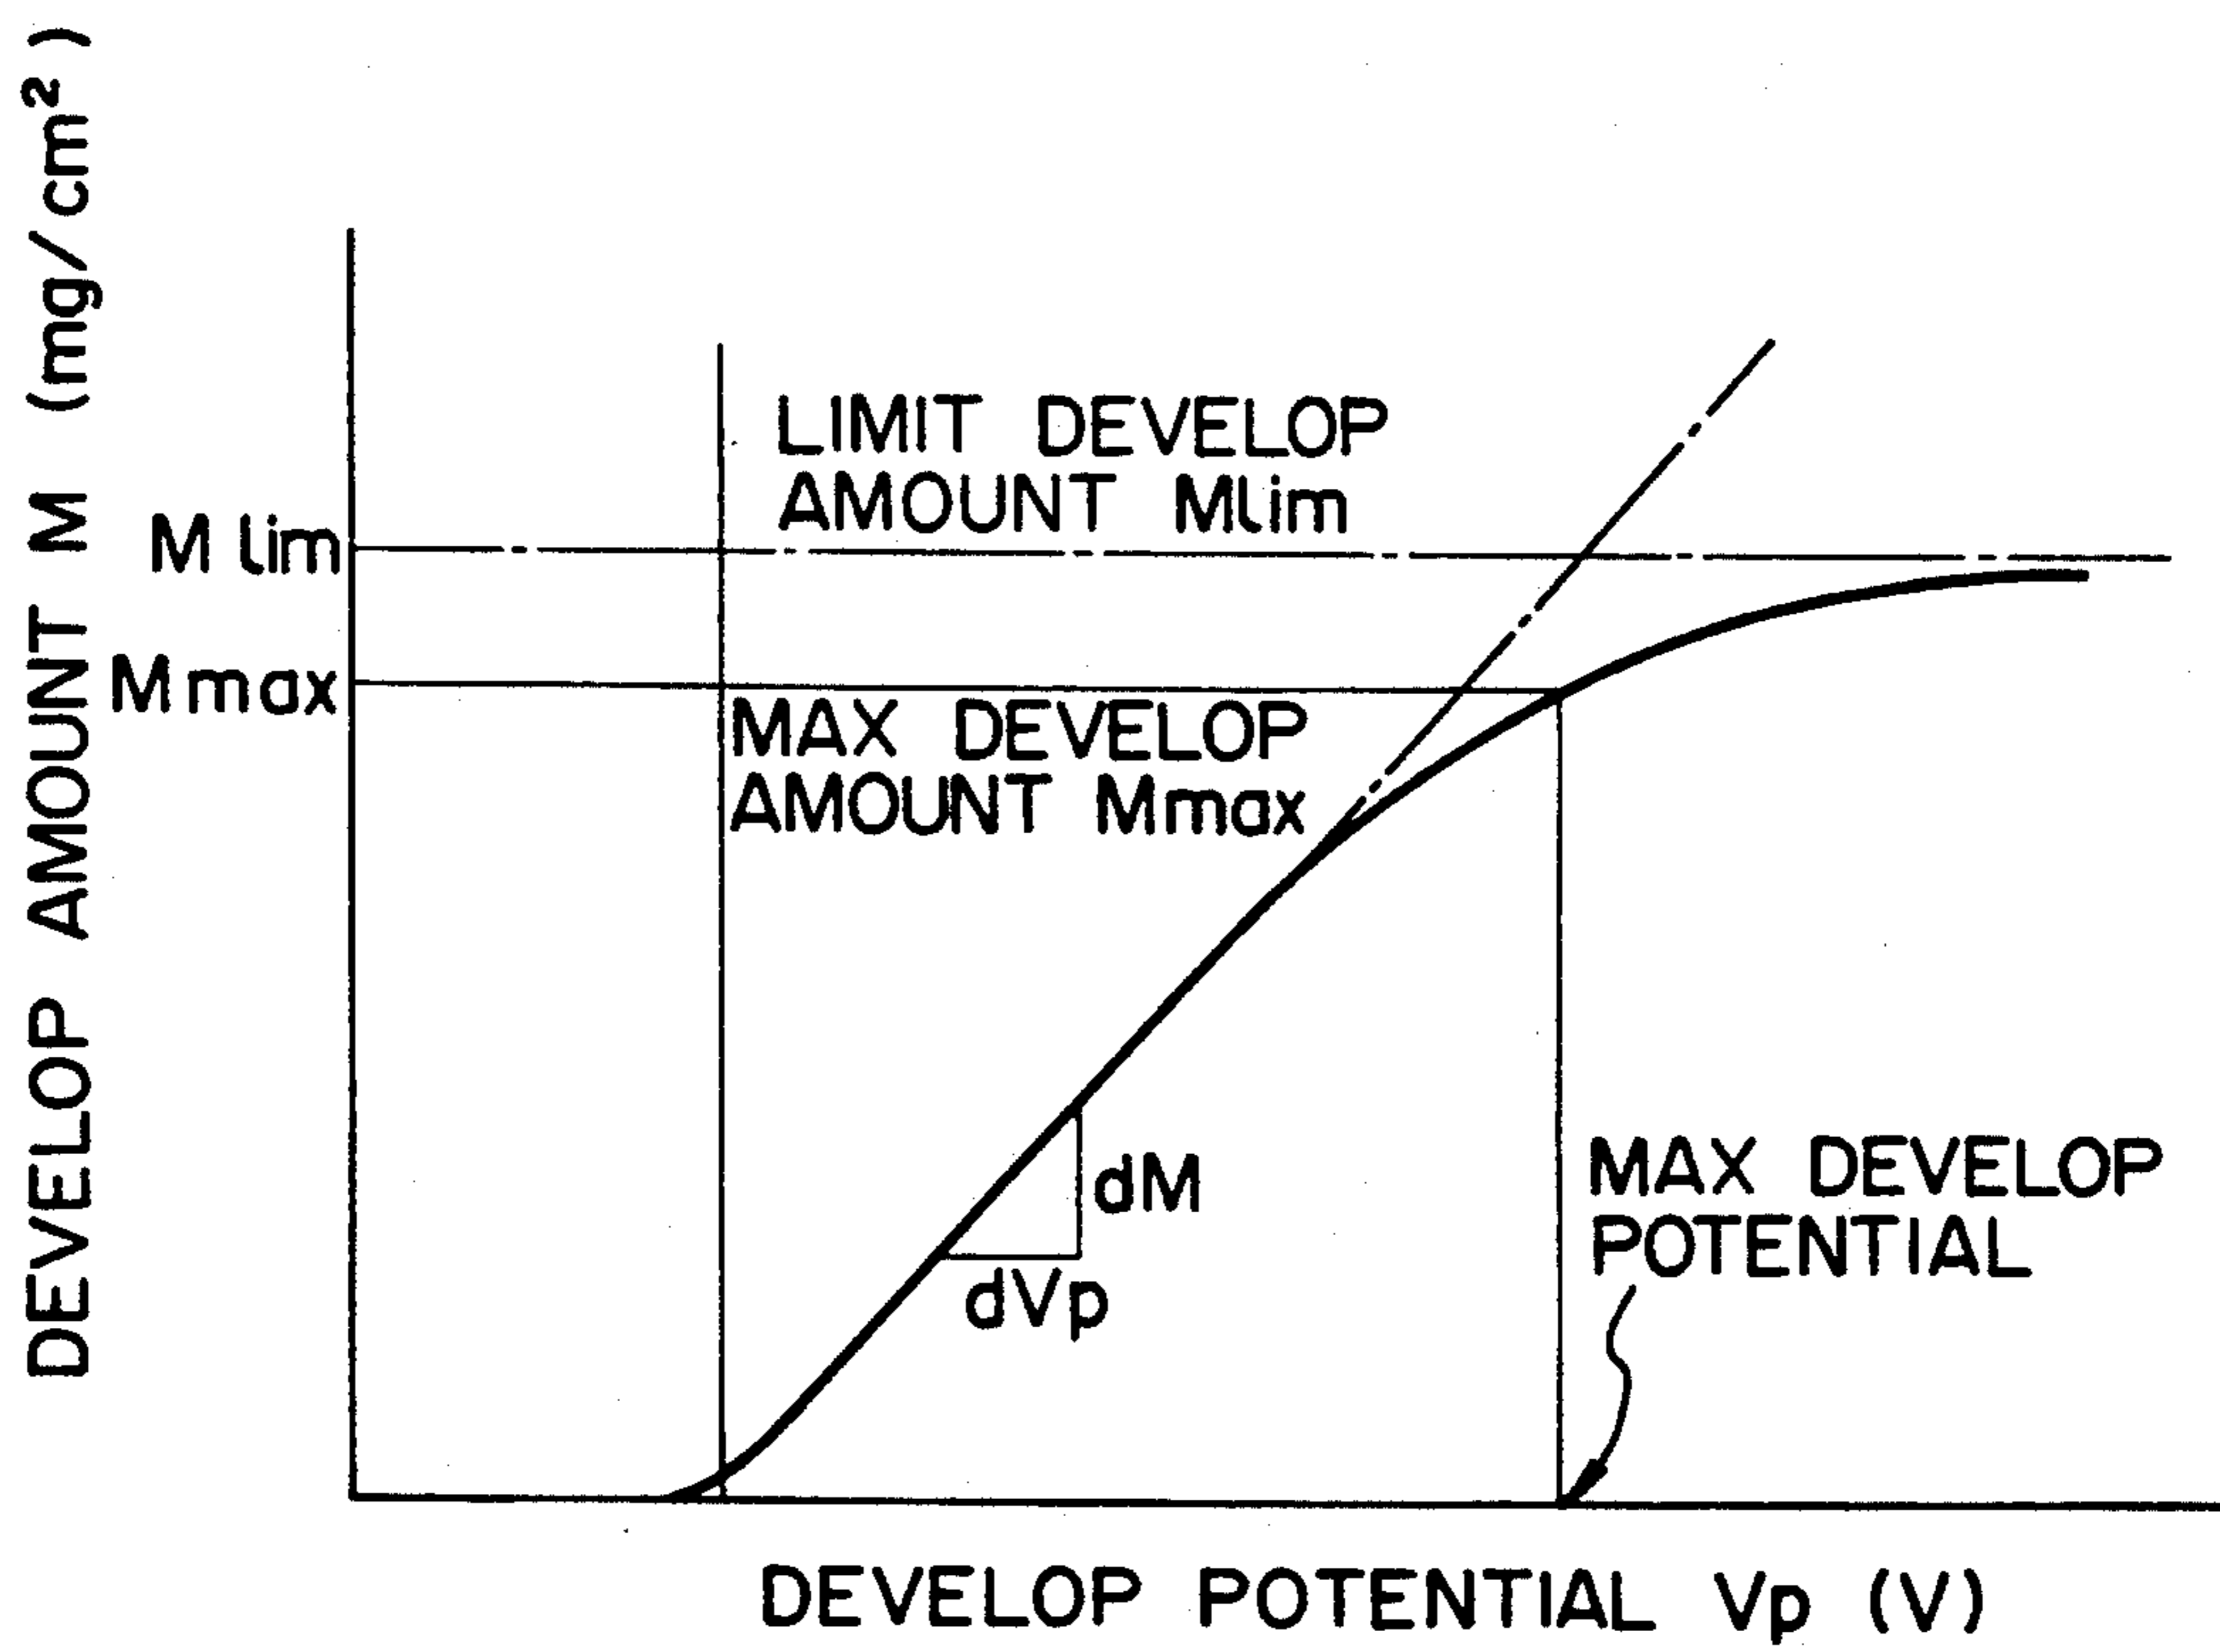 DEVELOP AMOUNT M (mg/cm²)
LIMIT DEVELOP
AMOUNT Mlim
M lim
M max
MAX DEVELOP
AMOUNT Mmax
dM
dVp
MAX DEVELOP
POTENTIAL
DEVELOP POTENTIAL Vp (V)